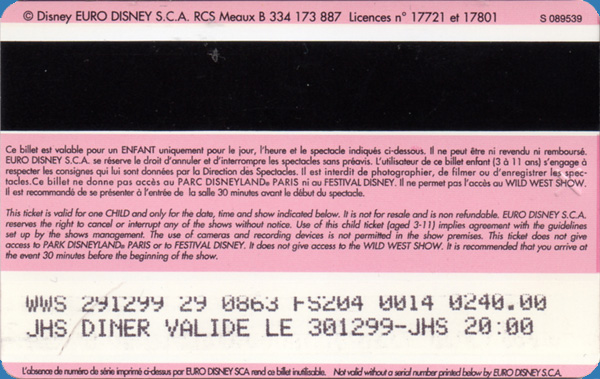 © Disney EURO DISNEY S.C.A. RCS Meaux B 334 173 887 Licences n° 17721 et 17801 S 089539
Ce billet est valable pour un ENFANT uniquement pour le jour, l'heure et le spectacle indiqués ci-dessous. Il ne peut être ni revendu ni remboursé.
EURO DISNEY S.C.A. se réserve le droit d'annuler et d'interrompre les spectacles sans préavis. L'utilisateur de ce billet enfant (3 à 11 ans) s'engage à
respecter les consignes qui lui sont données par la Direction des Spectacles. Il est interdit de photographier, de filmer ou d'enregistrer les spec-
tacles.Ce billet ne donne pas accès au PARC DISNEYLAND® PARIS ni au FESTIVAL DISNEY. Il ne permet pas l'accès au WILD WEST SHOW.
Il est recommandé de se présenter à l'entrée de la salle 30 minutes avant le début du spectacle.
This ticket is valid for one CHILD and only for the date, time and show indicated below. It is not for resale and is non refundable. EURO DISNEY S.C.A.
reserves the right to cancel or interrupt any of the shows without notice. Use of this child ticket (aged 3-11) implies agreement with the guidelines
set up by the shows management. The use of cameras and recording devices is not permitted in the show premises. This ticket does not give
access to PARK DISNEYLAND® PARIS or to FESTIVAL DISNEY. It does not give access to the WILD WEST SHOW. It is recommended that you arrive at
the event 30 minutes before the beginning of the show.
WWS 291299 29 0863 FS204 0014 0240.00
JHS DINER VALIDE LE 301299-JHS 20:00
L'absence de numéro de série imprimé ci-dessus par EURO DISNEY SCA rend ce billet inutilisable. Not valid without a serial number printed below by EURO DISNEY S.C.A.